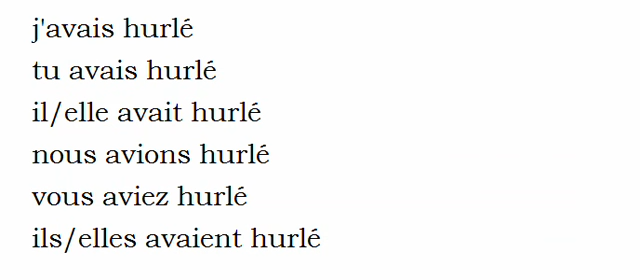 j'avais hurlé
tu avais hurlé
il/elle avait hurlé
nous avions hurlé
vous aviez hurlé
ils/elles avaient hurlé